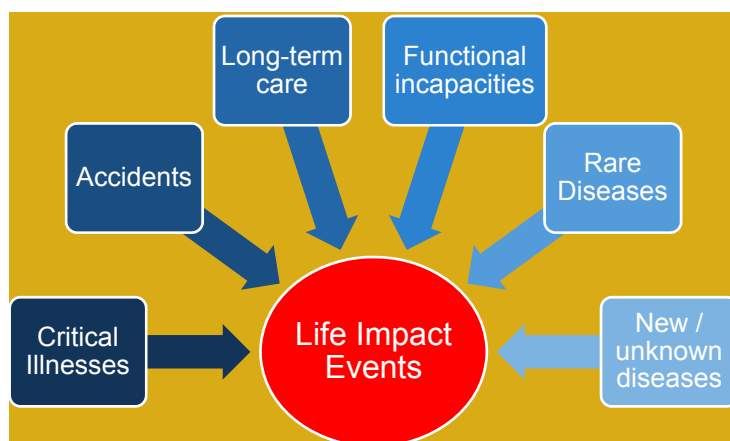 Long-term
care
Functional
incapacities
Accidents
Rare
Diseases
Critical
Illnesses
Life Impact
Events
New /
unknown
diseases